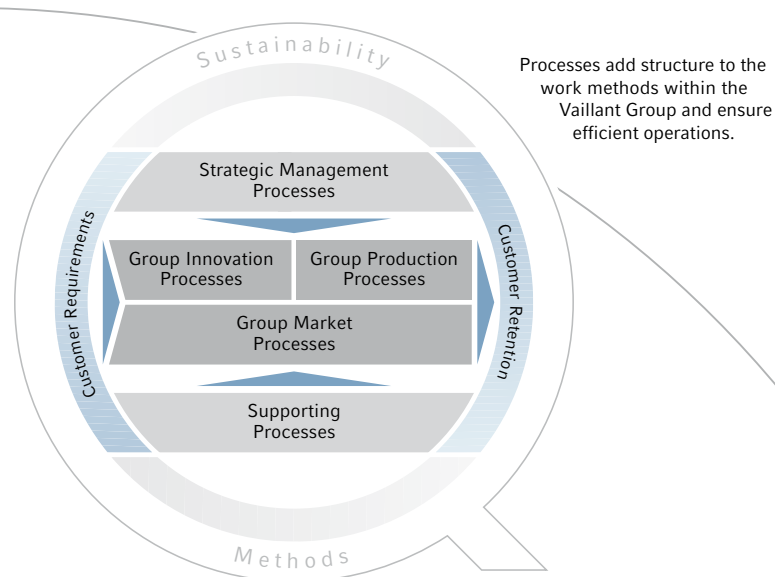 Sustainability
Processes add structure to the
work methods within the
Vaillant Group and ensure
efficient operations.
Strategic Management
Processes
Customer Requirements
Group Innovation
Processes
Group Production
Processes
Customer Retention
Group Market
Processes
Supporting
Processes
Methods